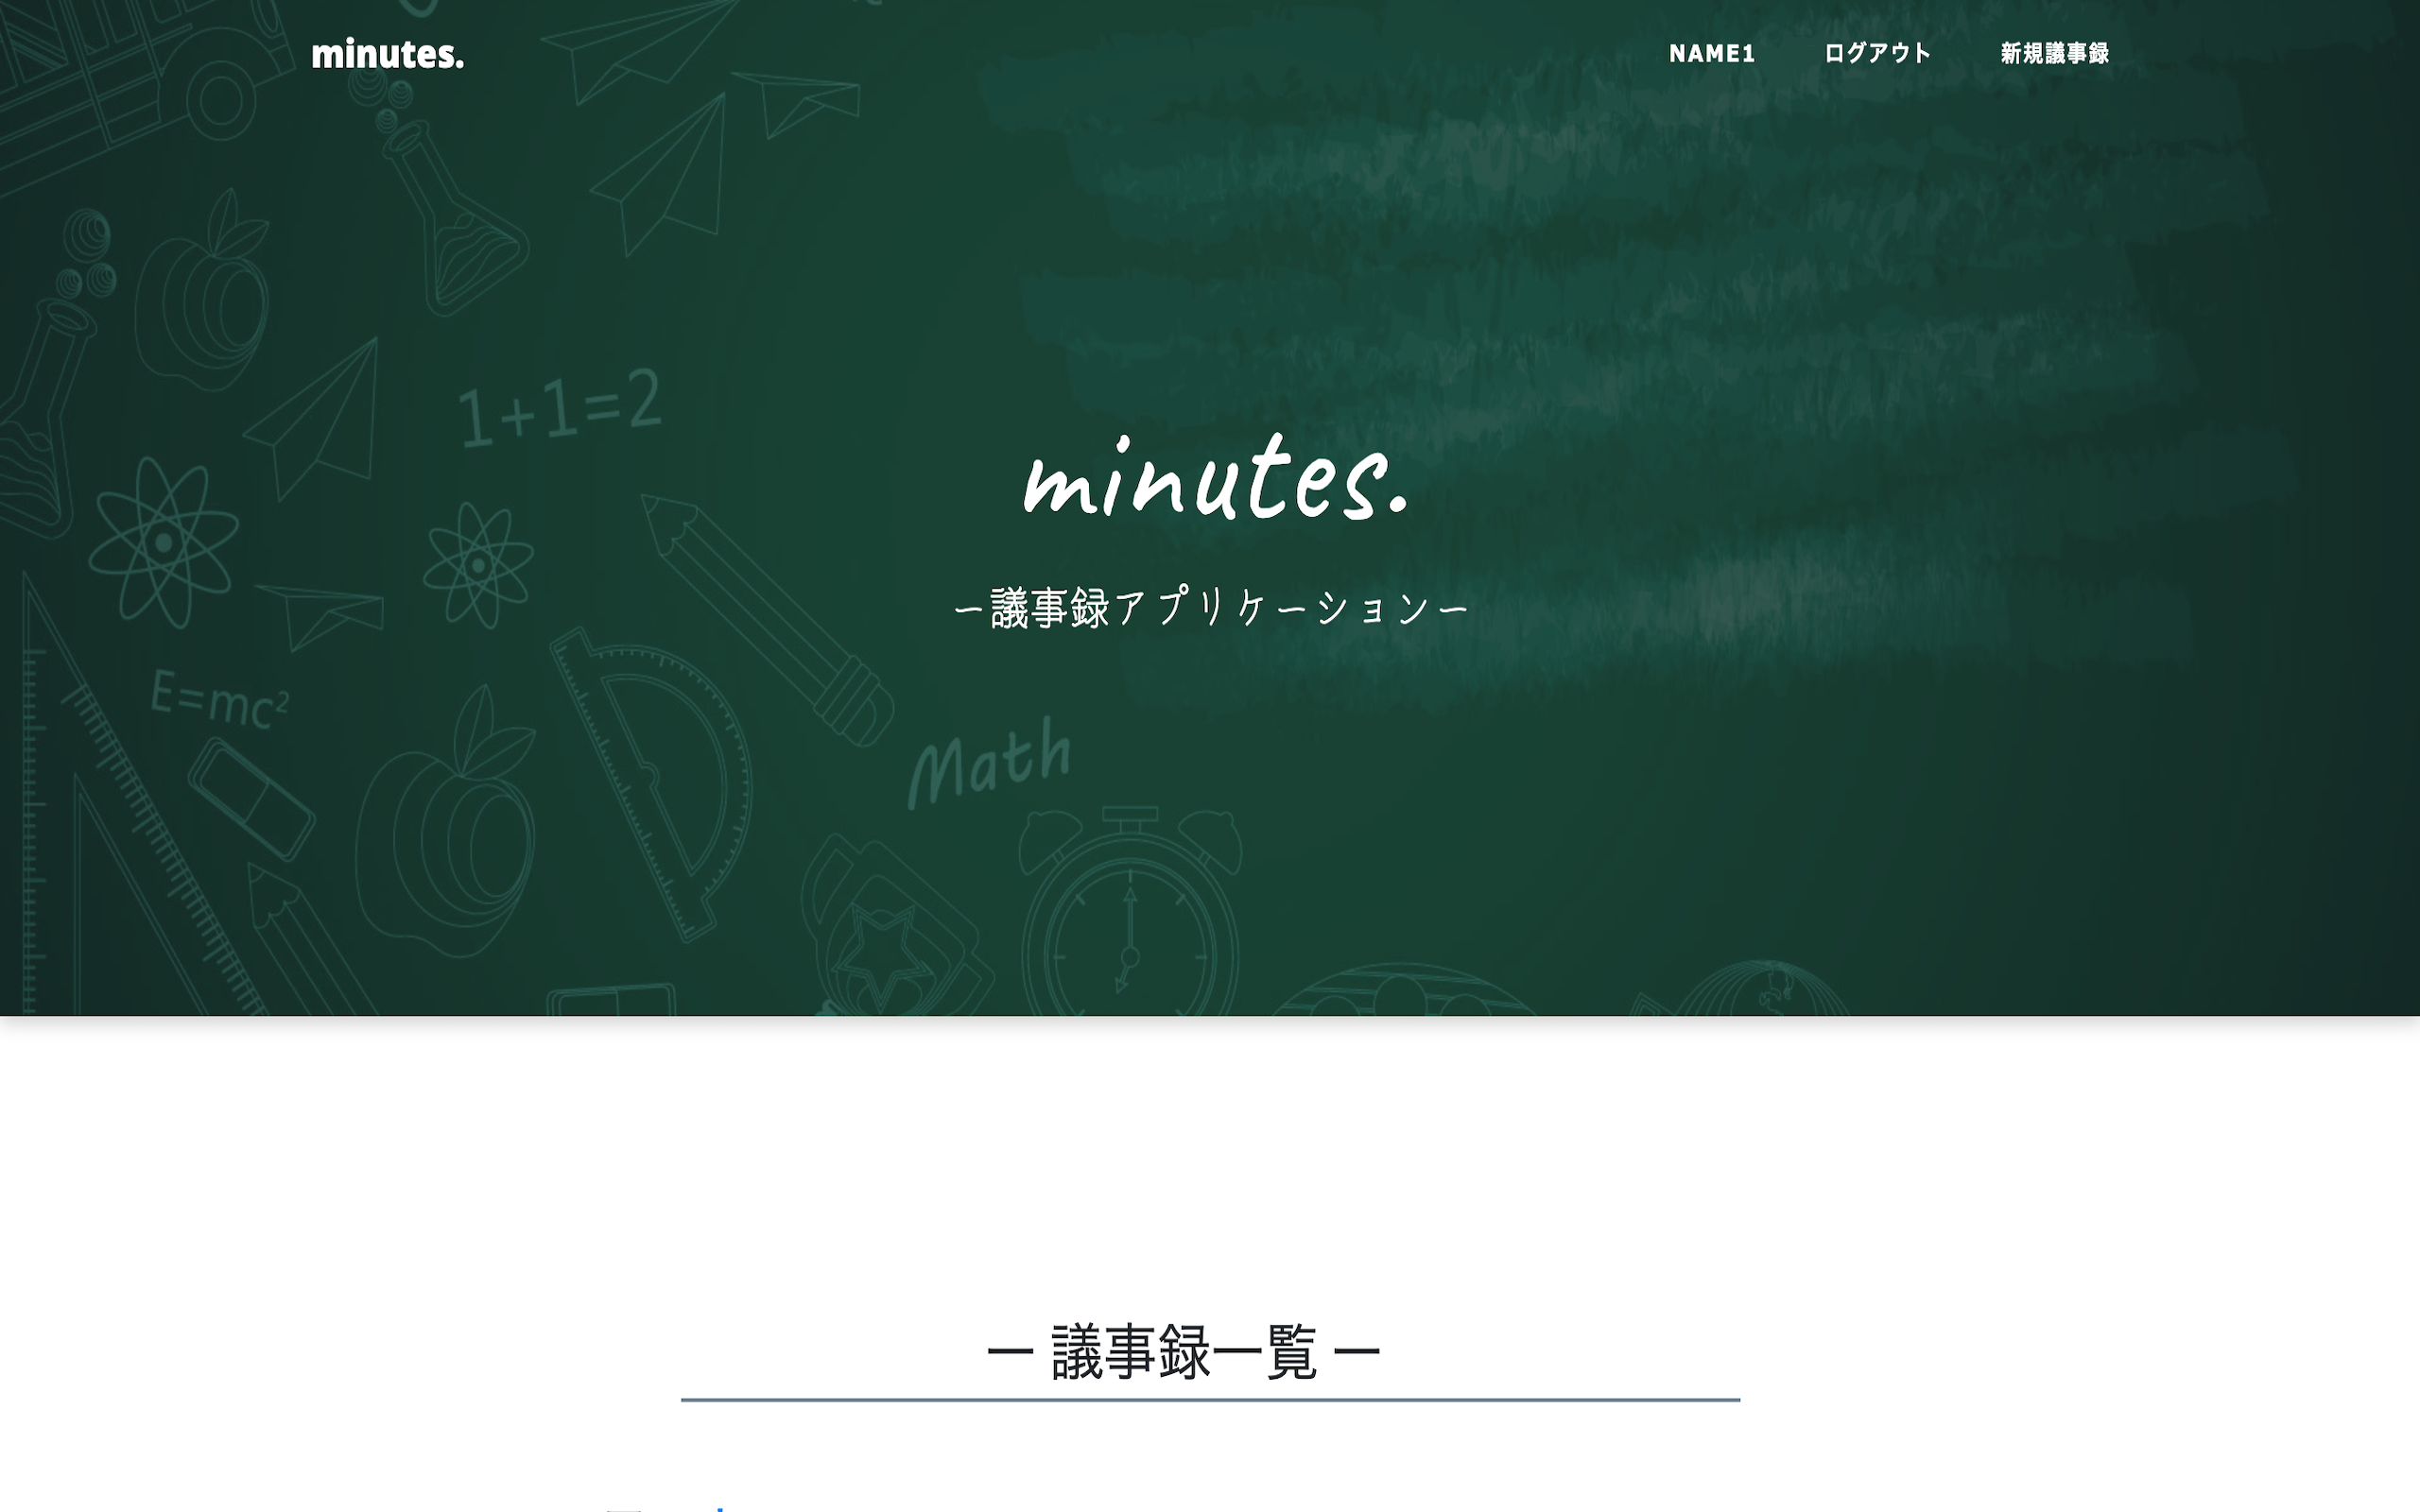 minutes.
NAME1 ログアウト 新規議事録
1+1=2
minutes.
ー議事録アプリケーションー
E=mc²
Math
ー 議事録一覧 ー